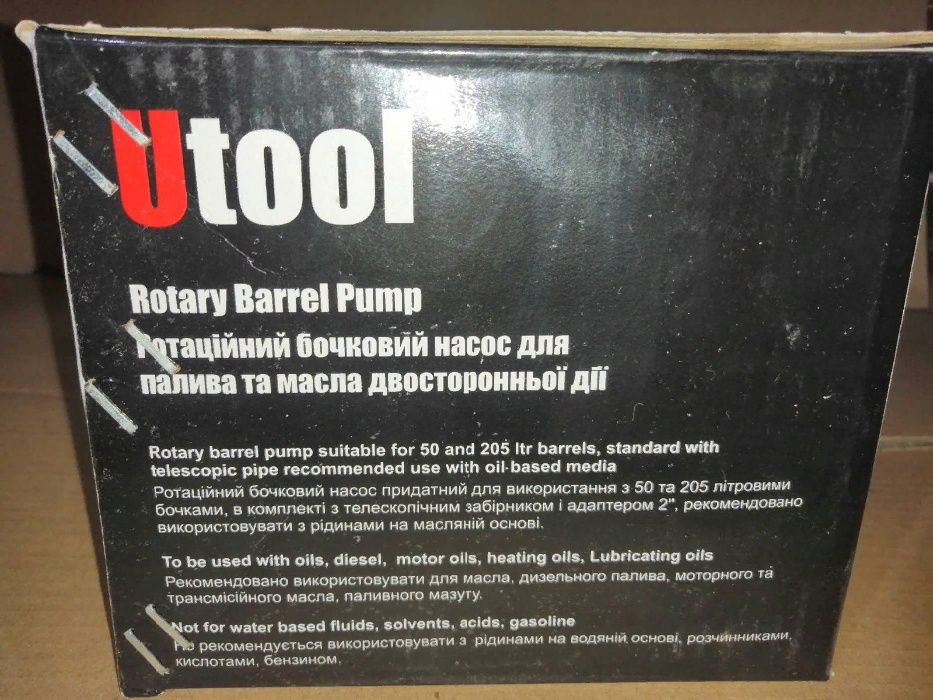 Utool
Rotary Barrel Pump
Ротаційний бочковий насос для
палива та масла двосторонньої дії
Rotary barrel pump suitable for 50 and 205 ltr barrels, standard with
telescopic pipe recommended use with oil-based media
Ротаційний бочковий насос придатний для використання з 50 та 205 літровими
бочками, в комплекті з телескопічним забірником і адаптером 2", рекомендовано
використовувати з рідинами на масляній основі.
To be used with oils, diesel, motor oils, heating oils, Lubricating oils
Рекомендовано використовувати для масла, дизельного палива, моторного та
трансмісійного масла, паливного мазуту.
Not for water based fluids, solvents, acids, gasoline
Не рекомендується використовувати з рідинами на водяній основі, розчинниками,
кислотами, бензином.